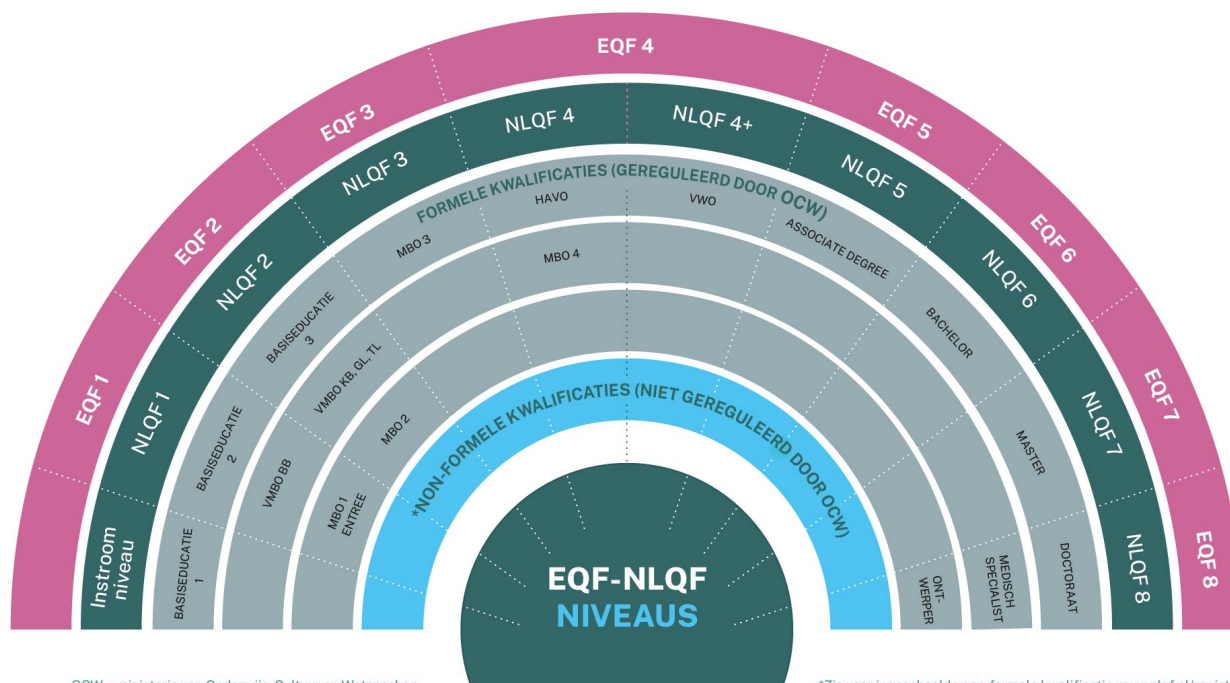 EQF 1
EQF 2
EQF 3
EQF 4
EQF 5
EQF 6
EQF 7
EQF 8
Instroom
niveau
NLQF 1
NLQF 2
NLQF 3
NLQF 4
NLQF 4+
NLQF 5
NLQF 6
NLQF 7
NLQF 8
FORMELE KWALIFICATIES (GEREGULEERD DOOR OCW)
BASISEDUCATIE
1
BASISEDUCATIE
2
BASISEDUCATIE
3
MBO 3
HAVO
VWO
ASSOCIATE DEGREE
BACHELOR
MASTER
DOCTORAAT
VMBO BB
VMBO KB, GL, TL
MBO 4
MEDISCH
SPECIALIST
MBO 1
ENTREE
MBO 2
ONT-
WERPER
*NON-FORMELE KWALIFICATIES (NIET GEREGULEERD DOOR OCW)
EQF-NLQF
NIVEAUS